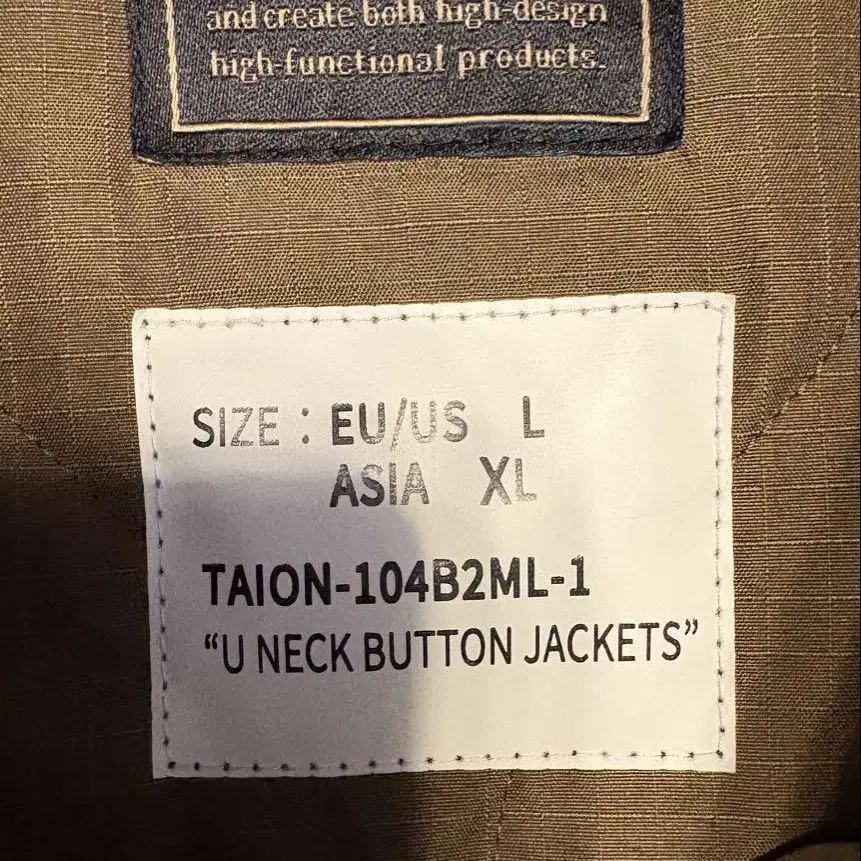 and create both high-design
high-functional products.
SIZE : EU/US L
ASIA XL
TAION-104B2ML-1
“U NECK BUTTON JACKETS”